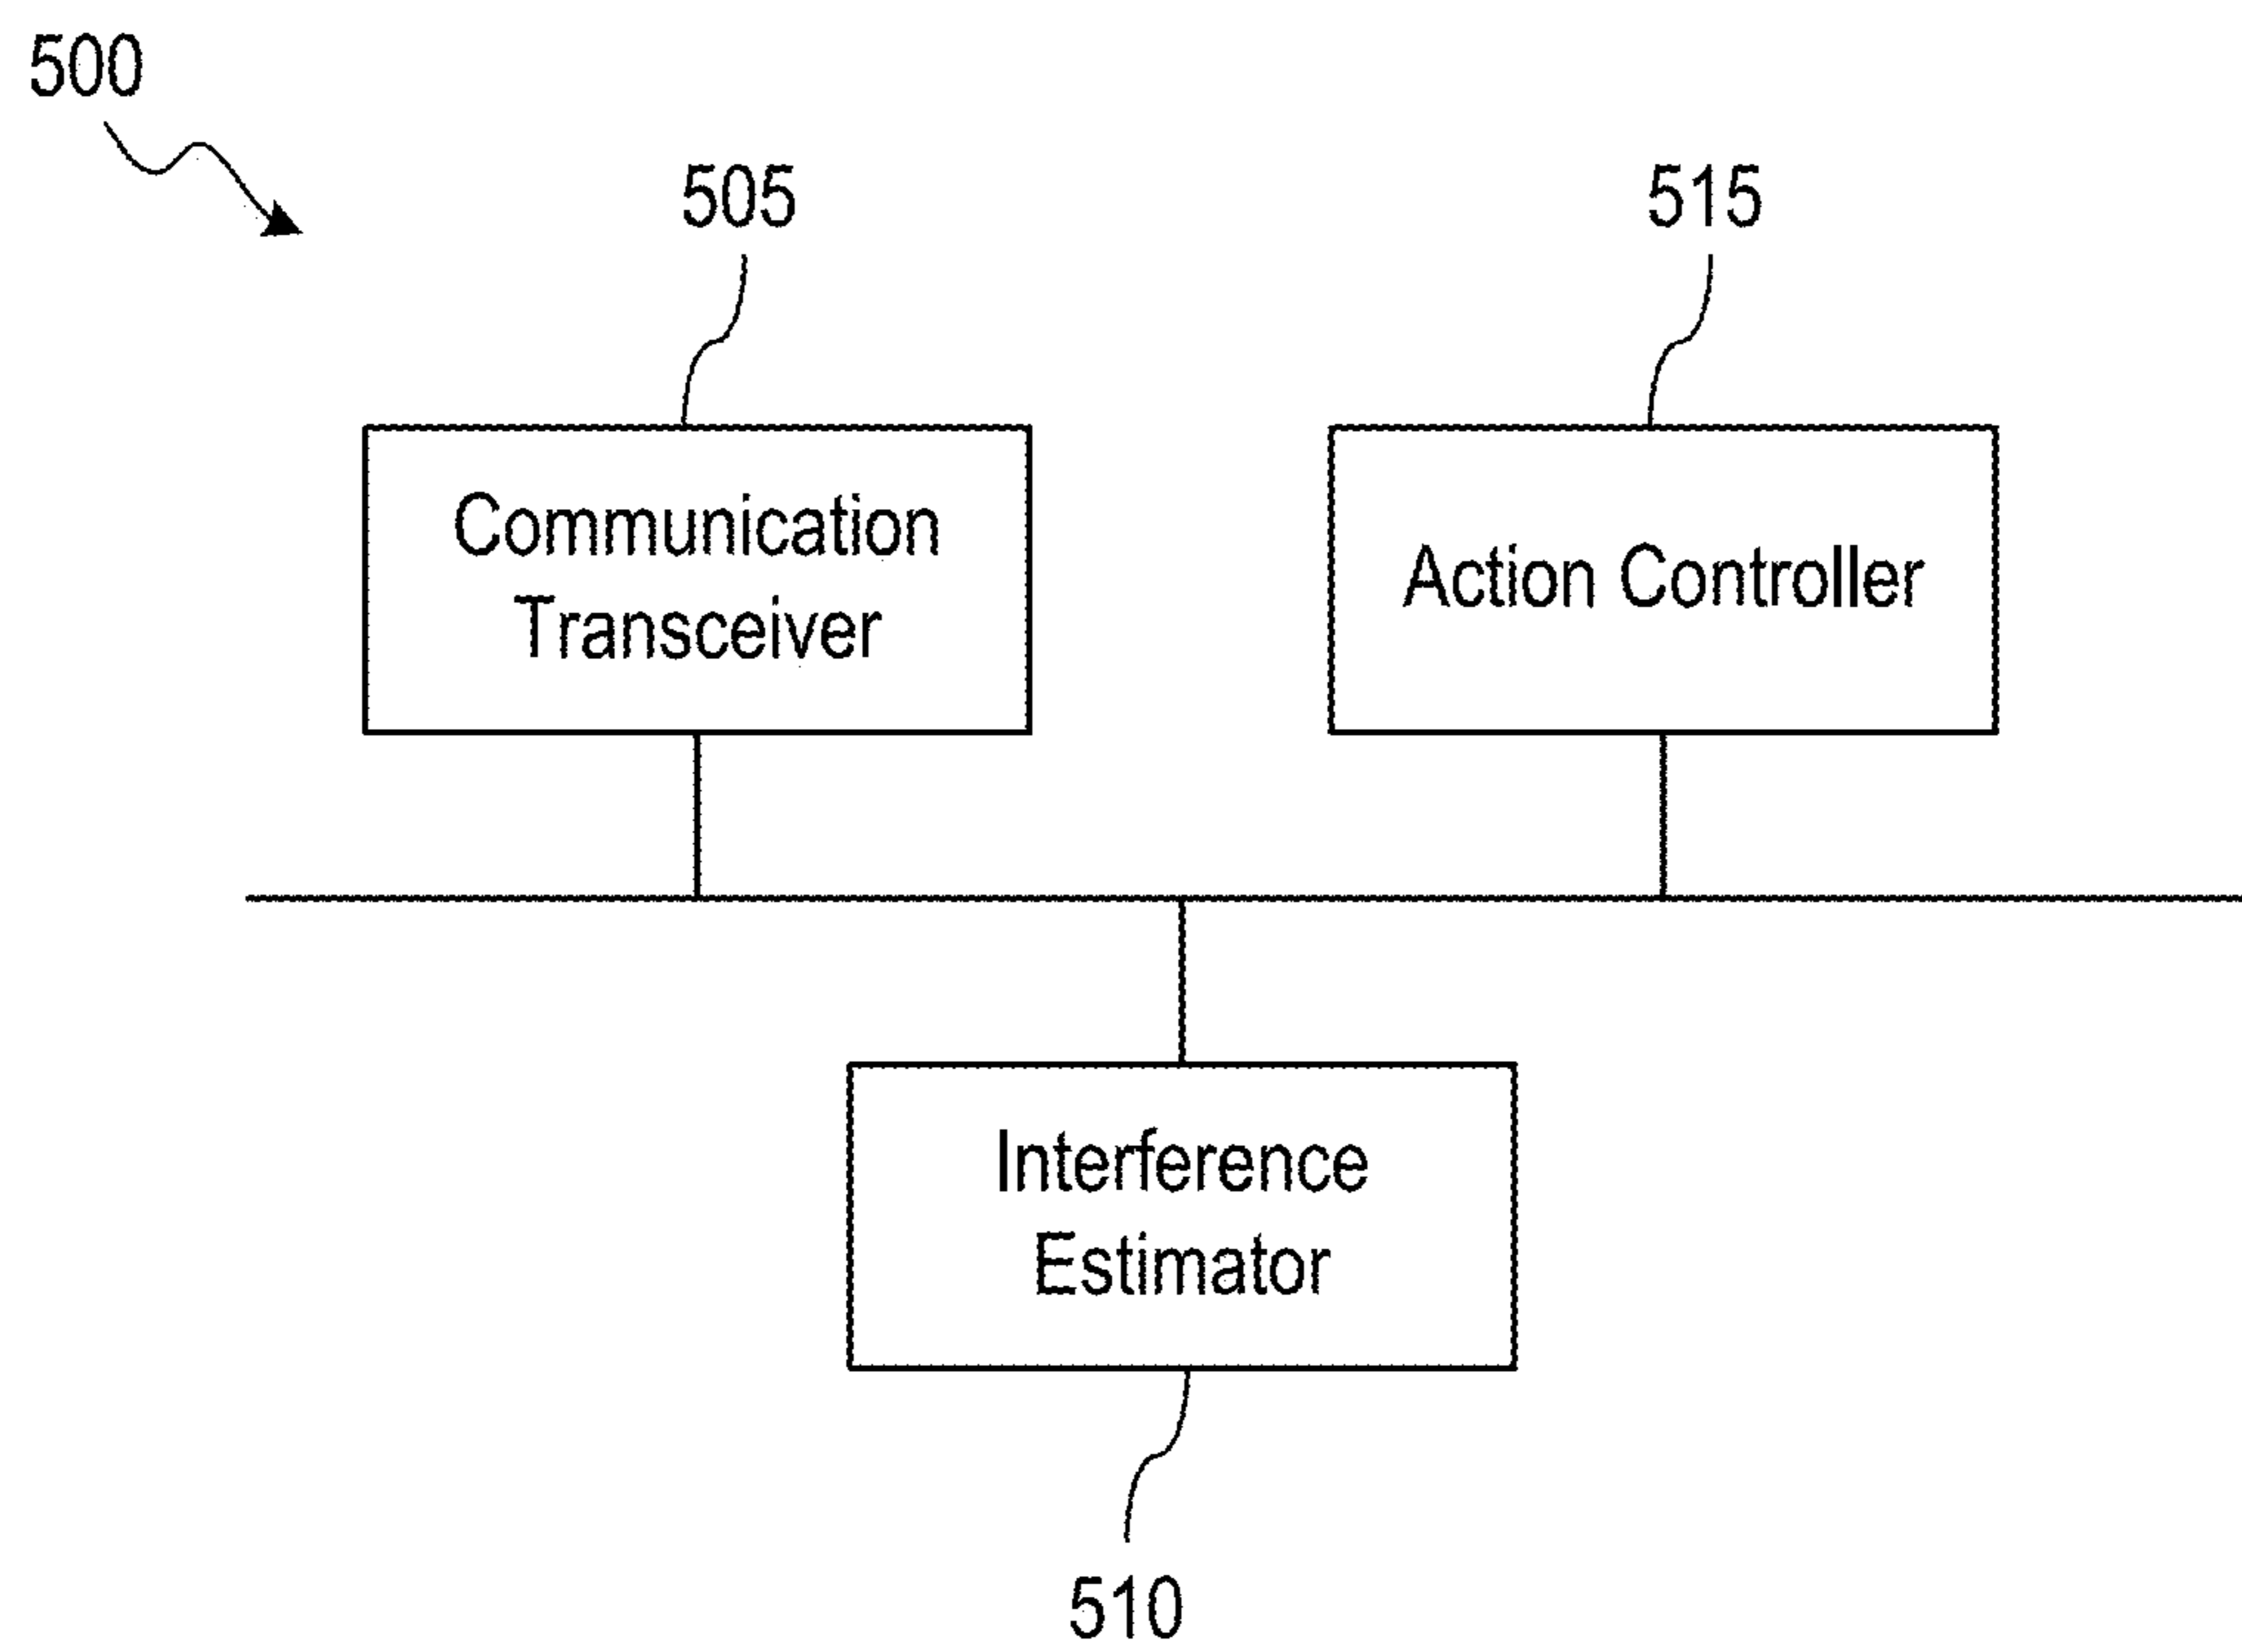 500
505
515
Communication
Transceiver
Action Controller
Interference
Estimator
510